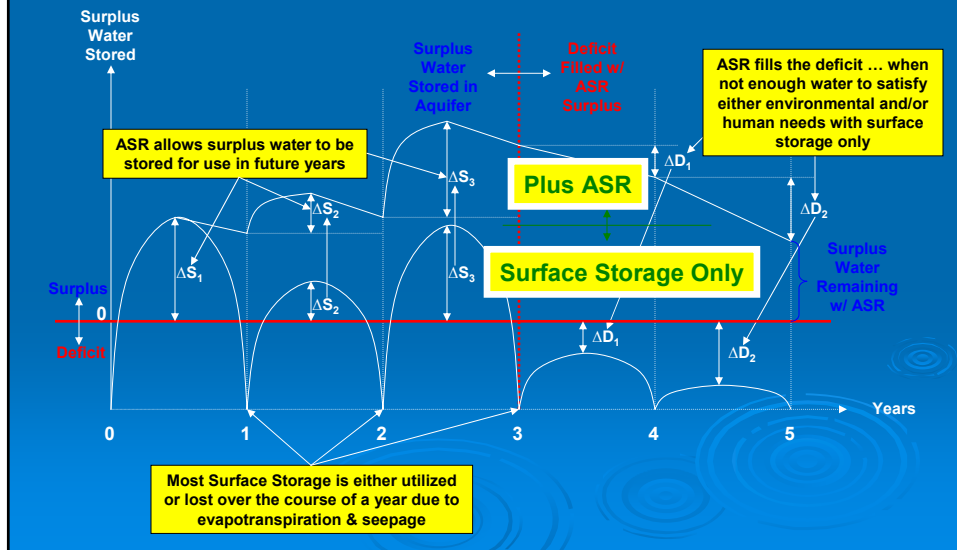 Surplus
Water
Stored
Surplus
Water
Stored in
Aquifer
Deficit
Filled w/
ASR
Surplus
ASR fills the deficit … when
not enough water to satisfy
either environmental and/or
human needs with surface
storage only
ASR allows surplus water to be
stored for use in future years
ΔS1
ΔS2
ΔS3
ΔD1
ΔD2
Plus ASR
Surface Storage Only
ΔS2
ΔS3
ΔD1
ΔD2
Surplus
Water
Remaining
w/ ASR
Surplus
0
Deficit
Years
0 1 2 3 4 5
Most Surface Storage is either utilized
or lost over the course of a year due to
evapotranspiration & seepage